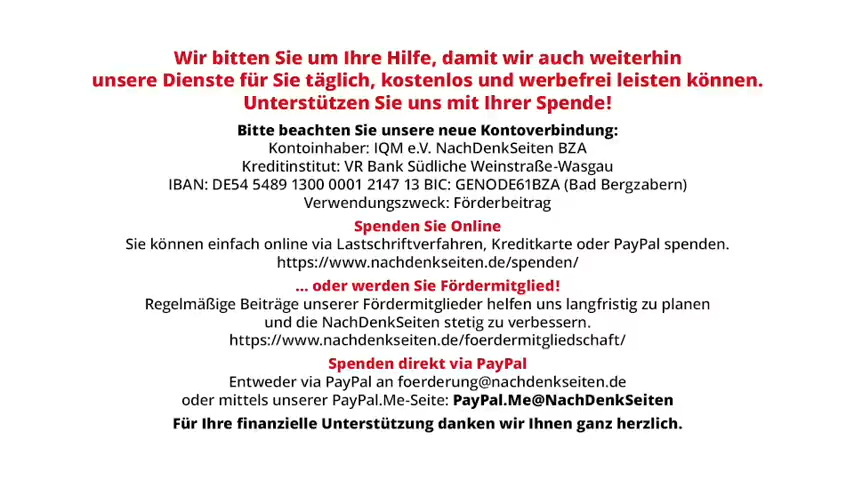 Wir bitten Sie um Ihre Hilfe, damit wir auch weiterhin
unsere Dienste für Sie täglich, kostenlos und werbefrei leisten können.
Unterstützen Sie uns mit Ihrer Spende!
Bitte beachten Sie unsere neue Kontoverbindung:
Kontoinhaber: IQM e.V. NachDenkSeiten BZA
Kreditinstitut: VR Bank Südliche Weinstraße-Wasgau
IBAN: DE54 5489 1300 0001 2147 13 BIC: GENODE61BZA (Bad Bergzabern)
Verwendungszweck: Förderbeitrag
Spenden Sie Online
Sie können einfach online via Lastschriftverfahren, Kreditkarte oder PayPal spenden.
https://www.nachdenkseiten.de/spenden/
... oder werden Sie Fördermitglied!
Regelmäßige Beiträge unserer Fördermitglieder helfen uns langfristig zu planen
und die NachDenkSeiten stetig zu verbessern.
https://www.nachdenkseiten.de/foerdermitgliedschaft/
Spenden direkt via PayPal
Entweder via PayPal an foerderung@nachdenkseiten.de
oder mittels unserer PayPal.Me-Seite: PayPal.Me@NachDenkSeiten
Für Ihre finanzielle Unterstützung danken wir Ihnen ganz herzlich.